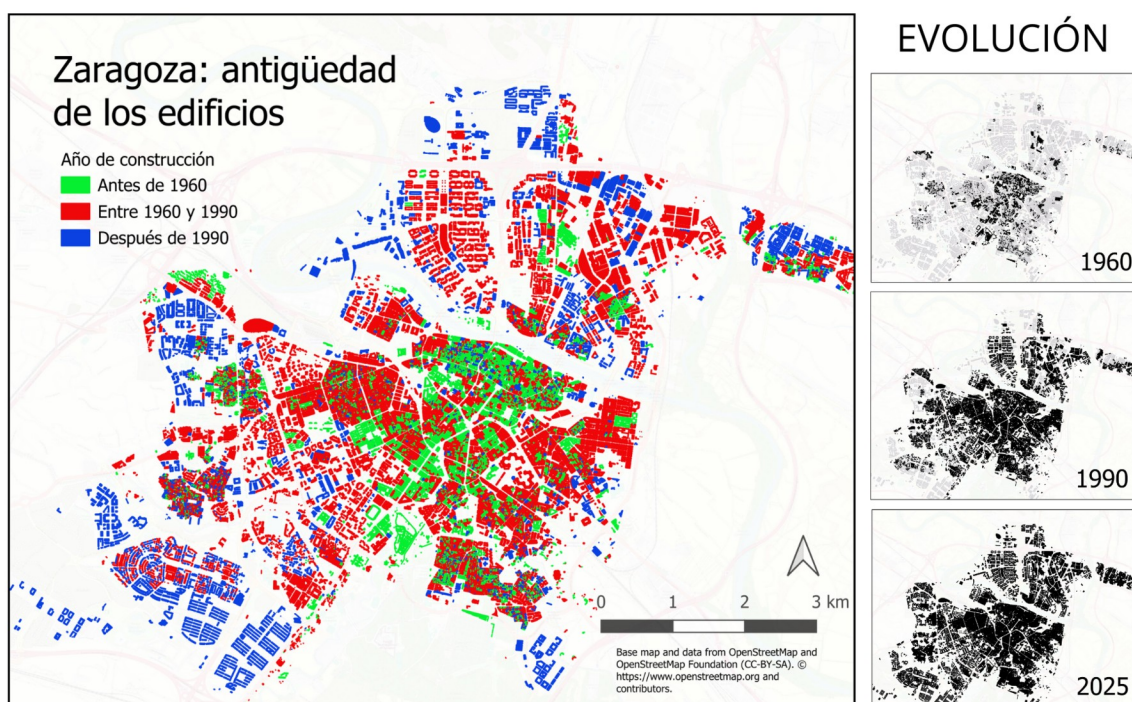 Zaragoza: antigüedad
de los edificios
Año de construcción
Antes de 1960
Entre 1960 y 1990
Después de 1990
0 1 2 3 km
Base map and data from OpenStreetMap and
OpenStreetMap Foundation (CC-BY-SA). ©
https://www.openstreetmap.org and
contributors.
EVOLUCIÓN
1960
1990
2025